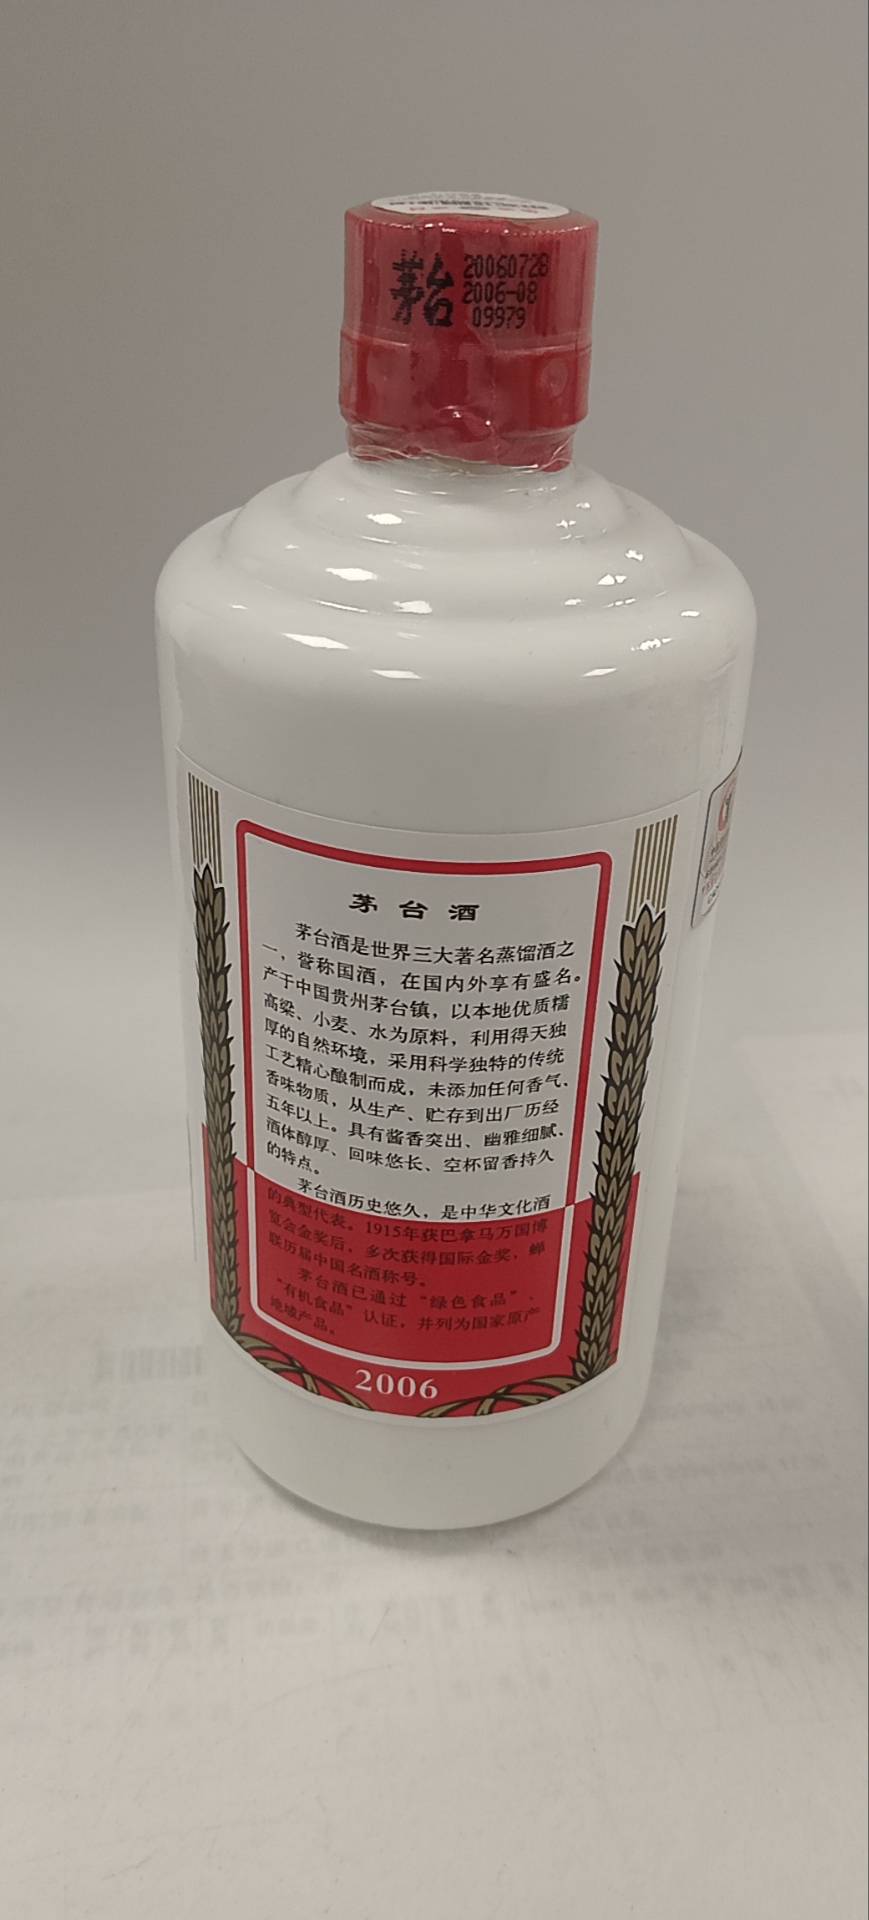 茅台
20060728
2006-08
09979
茅台酒
茅台酒是世界三大著名蒸馏酒之
一，誉称国酒，在国内外享有盛名。
产于中国贵州茅台镇，以本地优质糯
高粱、小麦、水为原料，利用得天独
厚的自然环境，采用科学独特的传统
工艺精心酿制而成，未添加任何香气、
香味物质，从生产、贮存到出厂历经
五年以上。具有酱香突出、幽雅细腻、
酒体醇厚、回味悠长、空杯留香持久
的特点。
茅台酒历史悠久，是中华文化酒
的典型代表。1915年获巴拿马万国博
览会金奖后，多次获得国际金奖，蝉
联历届中国名酒称号。
茅台酒已通过“绿色食品”、
“有机食品”认证，并列为国家原产
地域产品。
2006